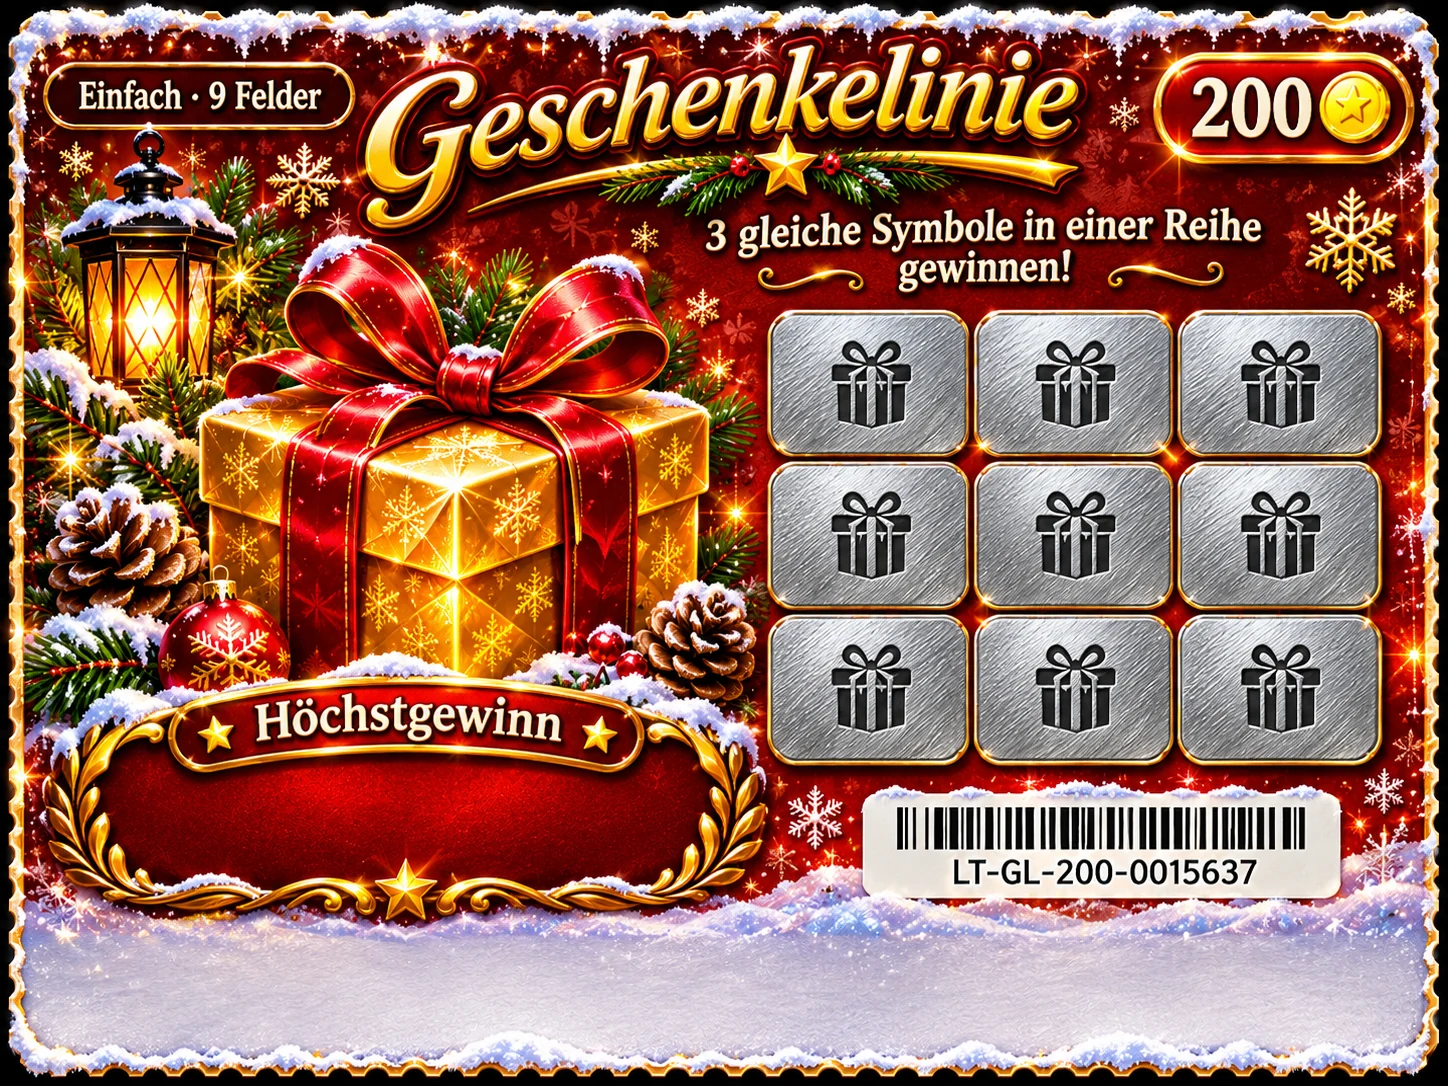 Einfach · 9 Felder
Geschenkelinie
200
3 gleiche Symbole in einer Reihe
gewinnen!
Höchstgewinn
LT-GL-200-0015637